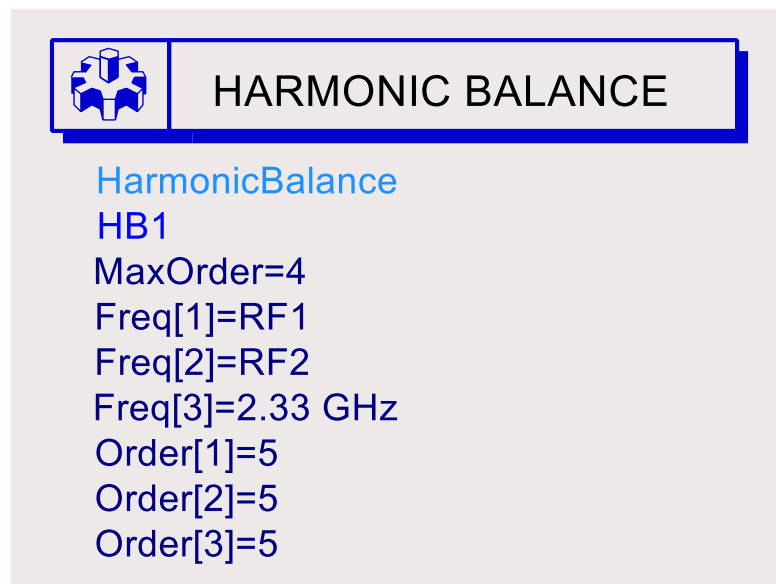 HARMONIC BALANCE
HarmonicBalance
HB1
MaxOrder=4
Freq[1]=RF1
Freq[2]=RF2
Freq[3]=2.33 GHz
Order[1]=5
Order[2]=5
Order[3]=5